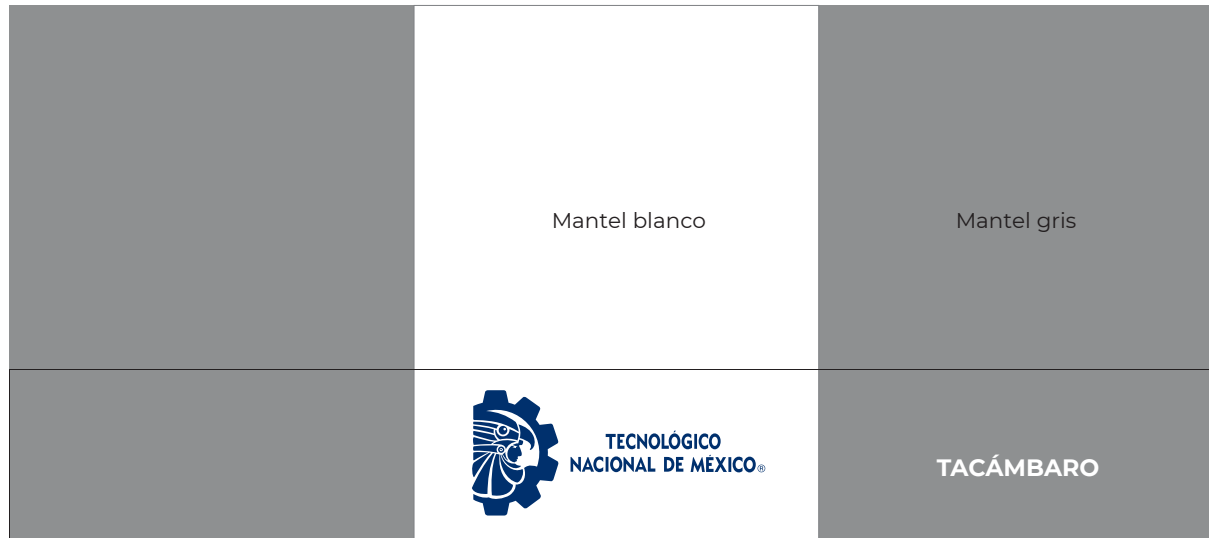 Mantel blanco
Mantel gris
TECNOLÓGICO
NACIONAL DE MÉXICO®
TACÁMBARO